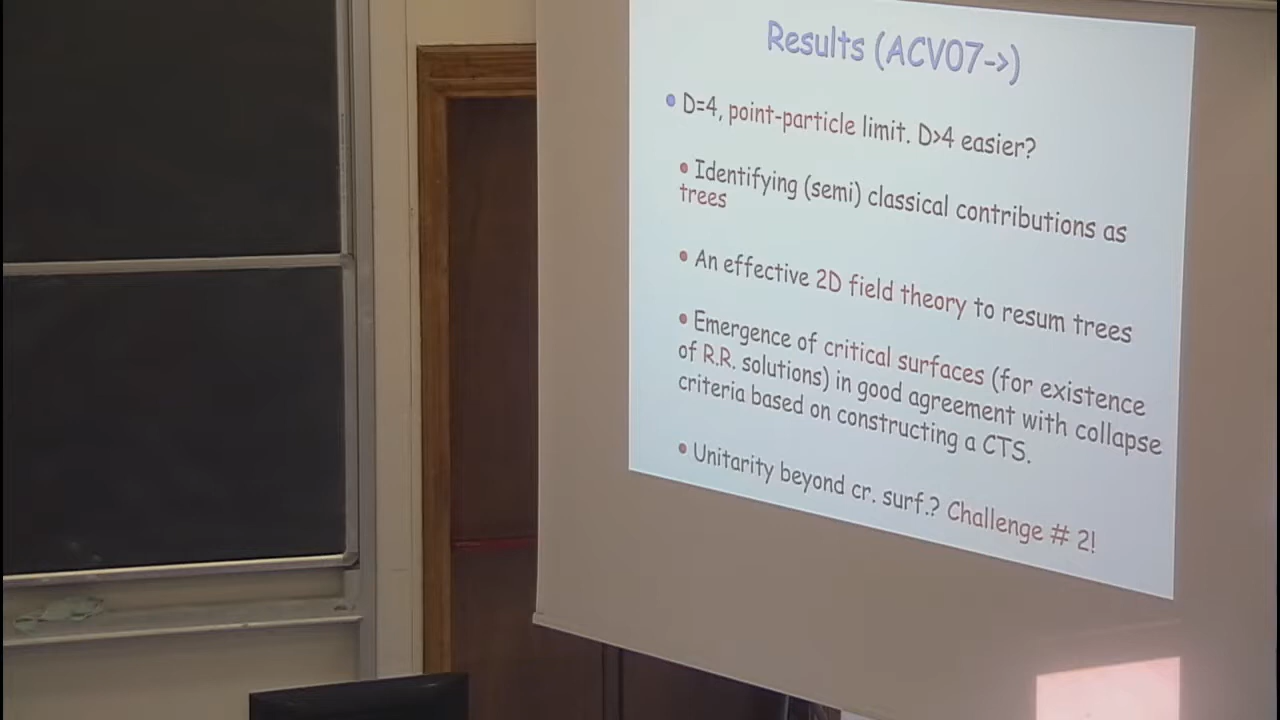 Results (ACV07->)
• D=4, point-particle limit. D>4 easier?
• Identifying (semi) classical contributions as
trees
• An effective 2D field theory to resum trees
• Emergence of critical surfaces (for existence
of R.R. solutions) in good agreement with collapse
criteria based on constructing a CTS.
• Unitarity beyond cr. surf.? Challenge # 2!